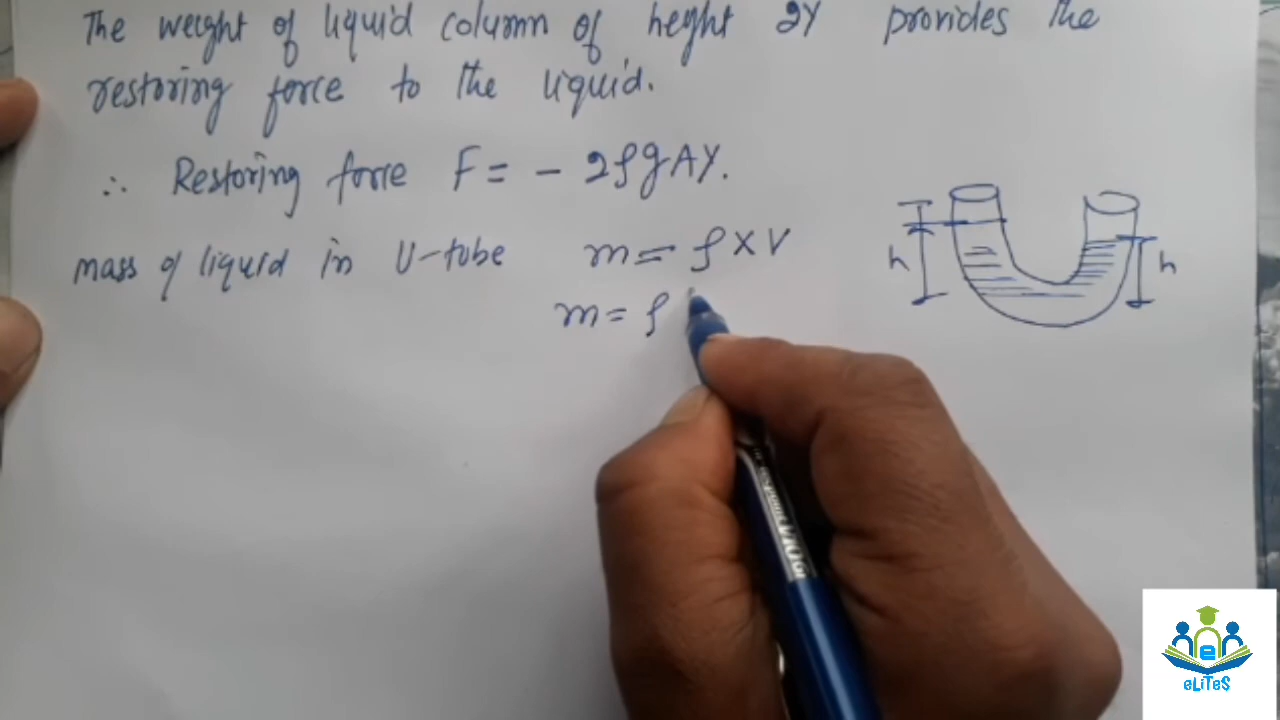 The weight of liquid column of height 2Y provides the
restoring force to the liquid.
∴ Restoring force F = - 2ρgAY.
mass of liquid in U-tube m = ρ X V
m = ρ
h
h
eLiTeS